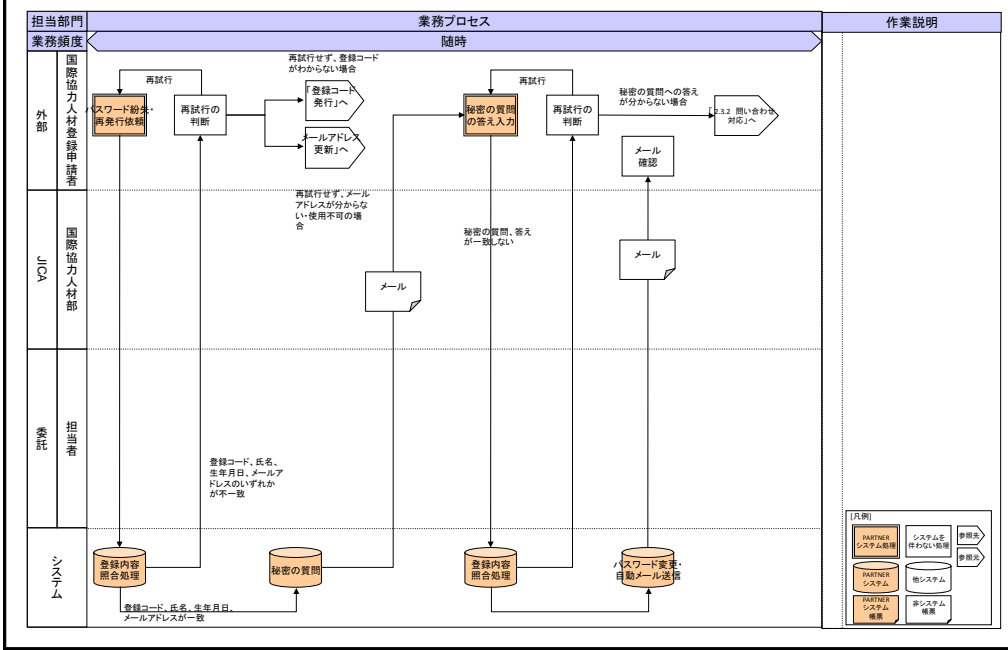 担当部門
業務プロセス
作業説明
業務頻度
随時
外部
国際協力人材登録申請者
パスワード紛失・
再発行依頼
再試行
再試行の
判断
再試行せず、登録コード
がわからない場合
「登録コード
発行」へ
メールアドレス
更新」へ
再試行せず、メール
アドレスが分からな
い・使用不可の場
合
秘密の質問
の答え入力
再試行
再試行の
判断
秘密の質問への答え
が分からない場合
「2.3.2 問い合わせ
対応」へ
メール
確認
JICA
国際協力人材部
メール
秘密の質問、答え
が一致しない
メール
委託
担当者
登録コード、氏名、
生年月日、メールア
ドレスのいずれか
が不一致
システム
登録内容
照合処理
秘密の質問
登録内容
照合処理
パスワード変更・
自動メール送信
登録コード、氏名、生年月日、
メールアドレスが一致
[凡例]
PARTNER
システム処理
システムを
伴わない処理
参照先
参照元
PARTNER
システム
他システム
PARTNER
システム
帳票
非システム
帳票